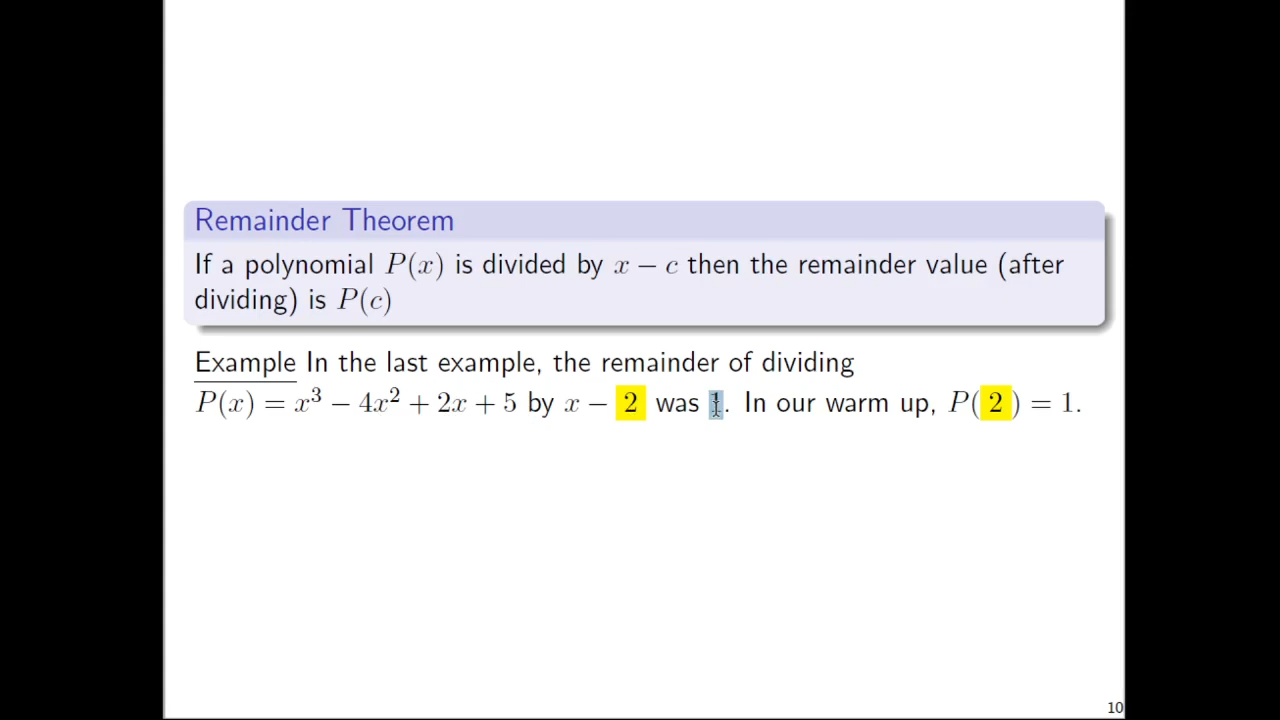 Remainder Theorem
If a polynomial P(x) is divided by x − c then the remainder value (after
dividing) is P(c)
Example In the last example, the remainder of dividing
P(x) = x³ − 4x² + 2x + 5 by x − 2 was 1. In our warm up, P(2) = 1.
10